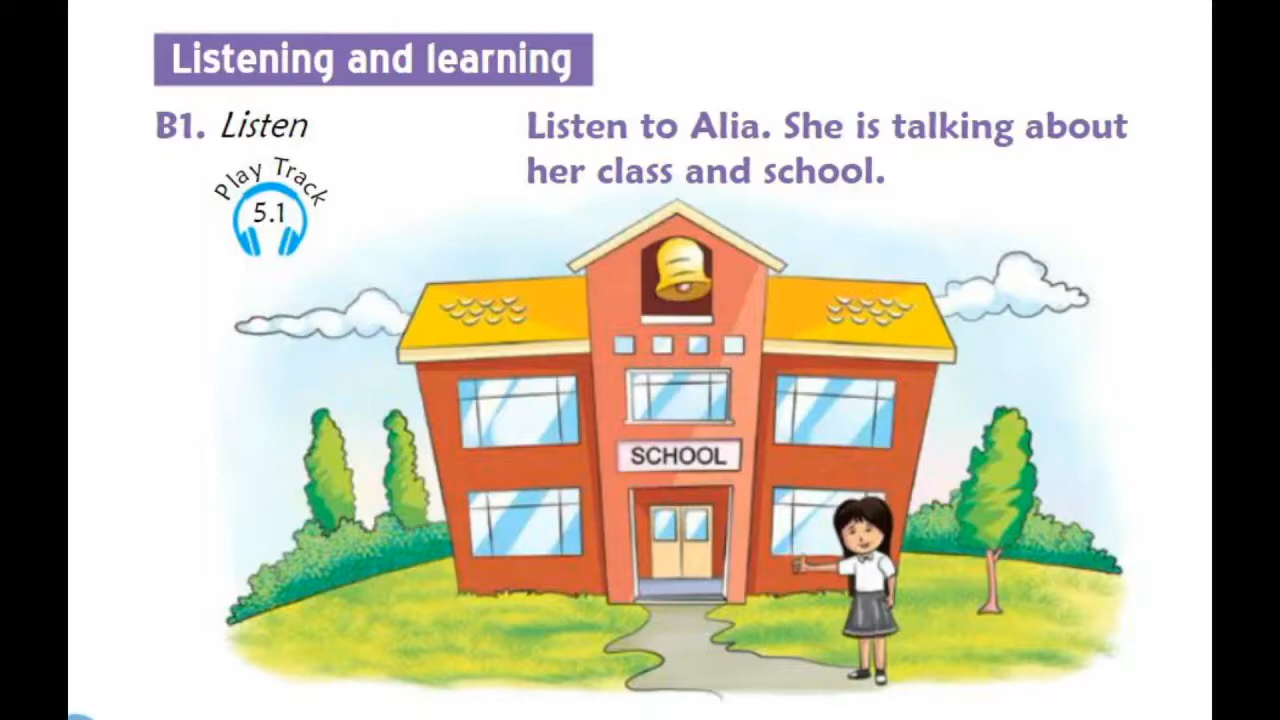 Listening and learning
B1. Listen
Listen to Alia. She is talking about
her class and school.
Play Track
5.1
SCHOOL